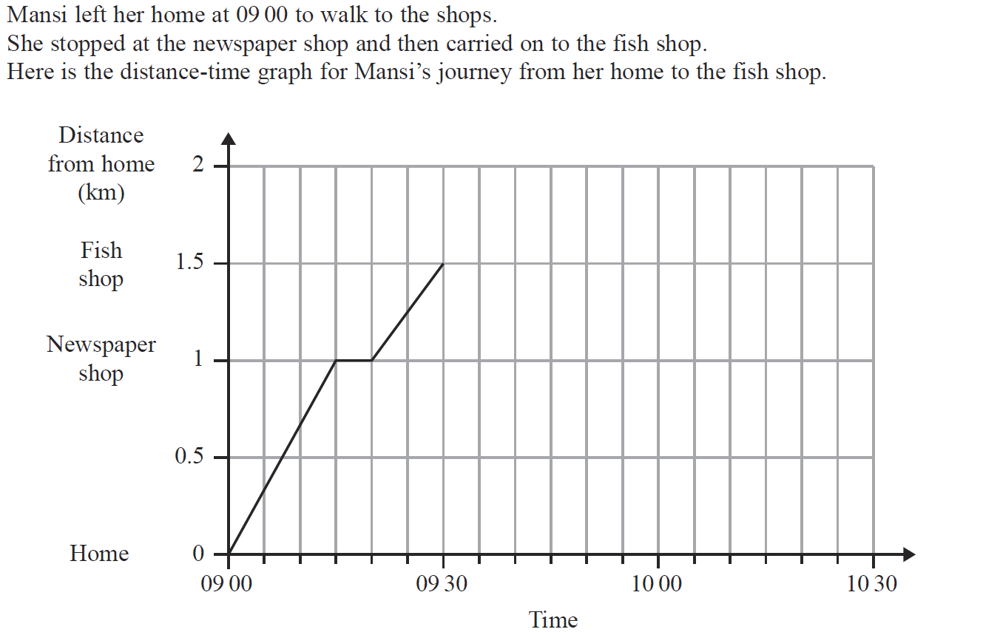 Mansi left her home at 09 00 to walk to the shops.
She stopped at the newspaper shop and then carried on to the fish shop.
Here is the distance-time graph for Mansi’s journey from her home to the fish shop.
Distance
from home
(km)
2
Fish
shop
1.5
Newspaper
shop
1
0.5
Home
0
09 00
09 30
10 00
10 30
Time